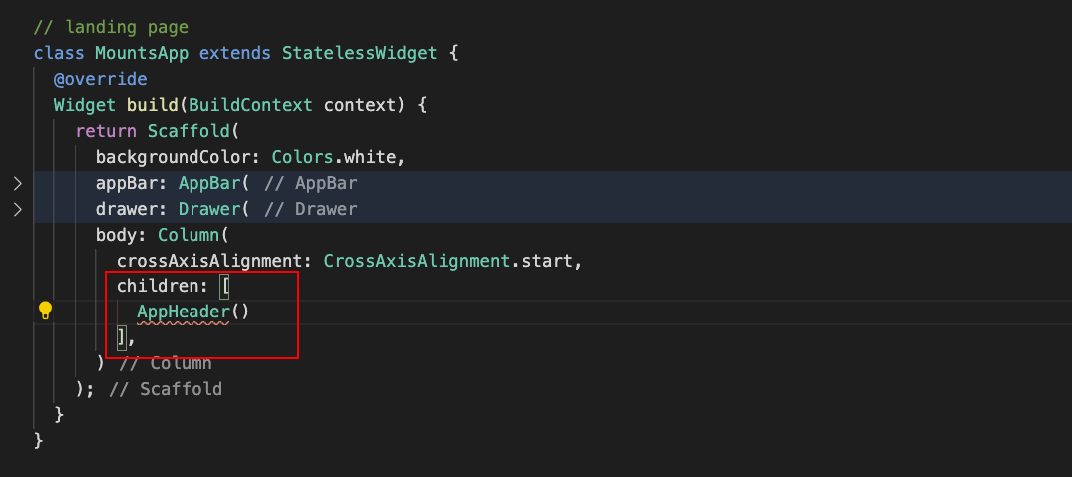 // landing page
class MountsApp extends StatelessWidget {
@override
Widget build(BuildContext context) {
return Scaffold(
backgroundColor: Colors.white,
appBar: AppBar( // AppBar
drawer: Drawer( // Drawer
body: Column(
crossAxisAlignment: CrossAxisAlignment.start,
children: [
AppHeader()
],
) // Column
); // Scaffold
}
}